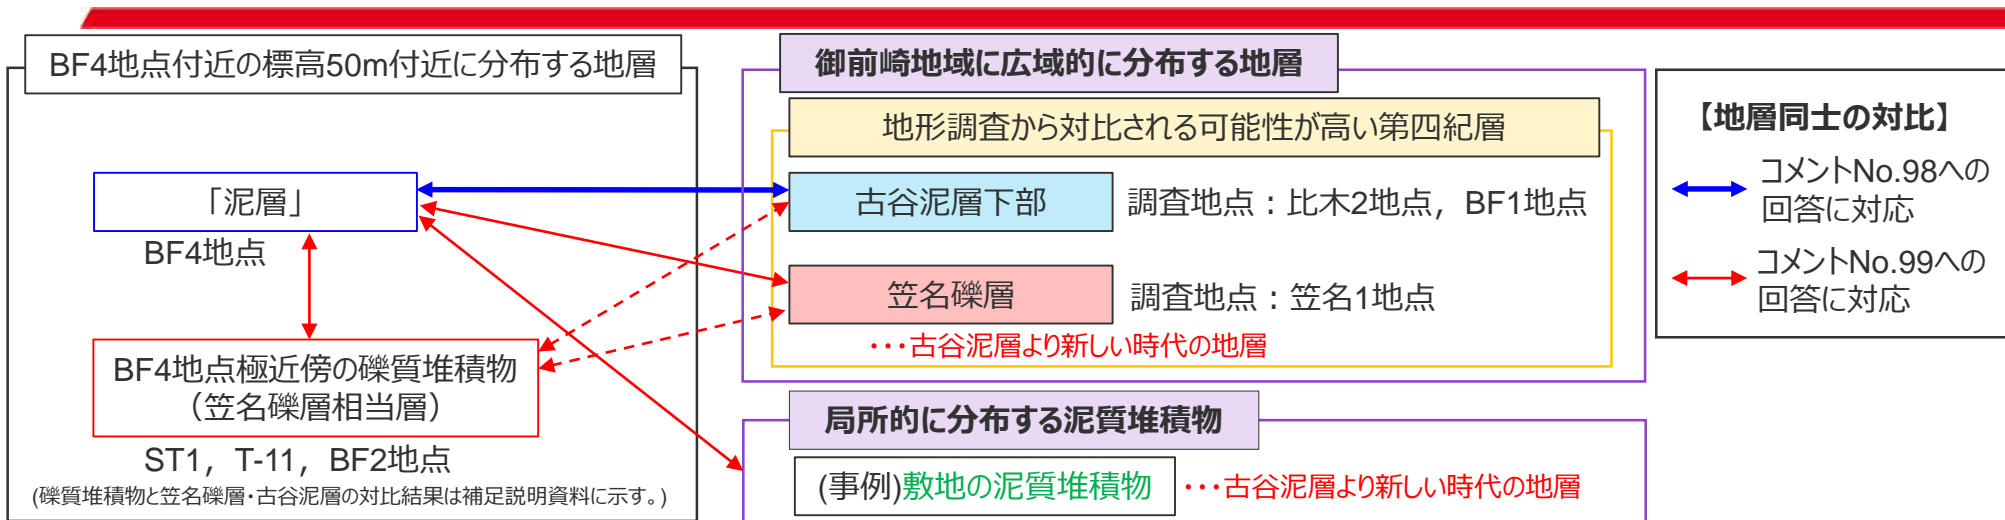 BF4地点付近の標高50m付近に分布する地層
「泥層」
BF4地点
BF4地点極近傍の礫質堆積物
（笠名礫層相当層）
ST1，T-11，BF2地点
(礫質堆積物と笠名礫層・古谷泥層の対比結果は補足説明資料に示す。)
御前崎地域に広域的に分布する地層
地形調査から対比される可能性が高い第四紀層
古谷泥層下部
調査地点：比木2地点，BF1地点
笠名礫層
調査地点：笠名1地点
･･･古谷泥層より新しい時代の地層
局所的に分布する泥質堆積物
(事例)敷地の泥質堆積物
･･･古谷泥層より新しい時代の地層
【地層同士の対比】
コメントNo.98への
回答に対応
コメントNo.99への
回答に対応